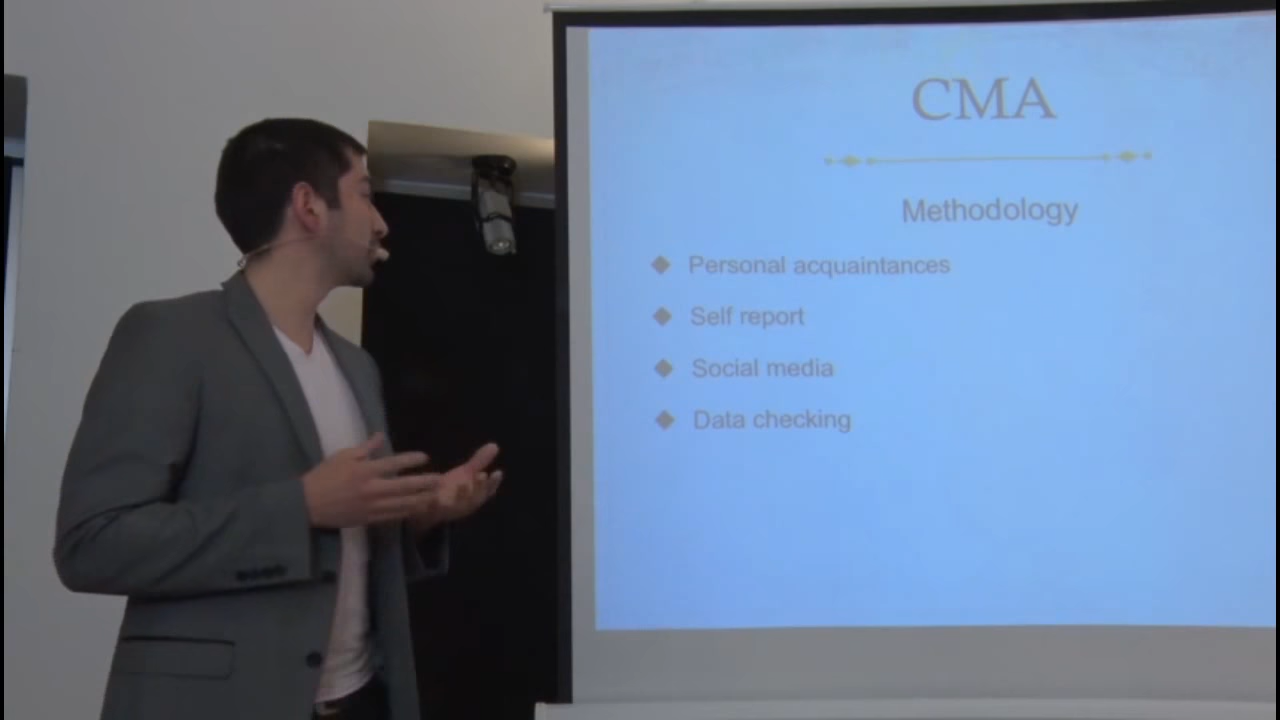 CMA
Methodology
Personal acquaintances
Self report
Social media
Data checking